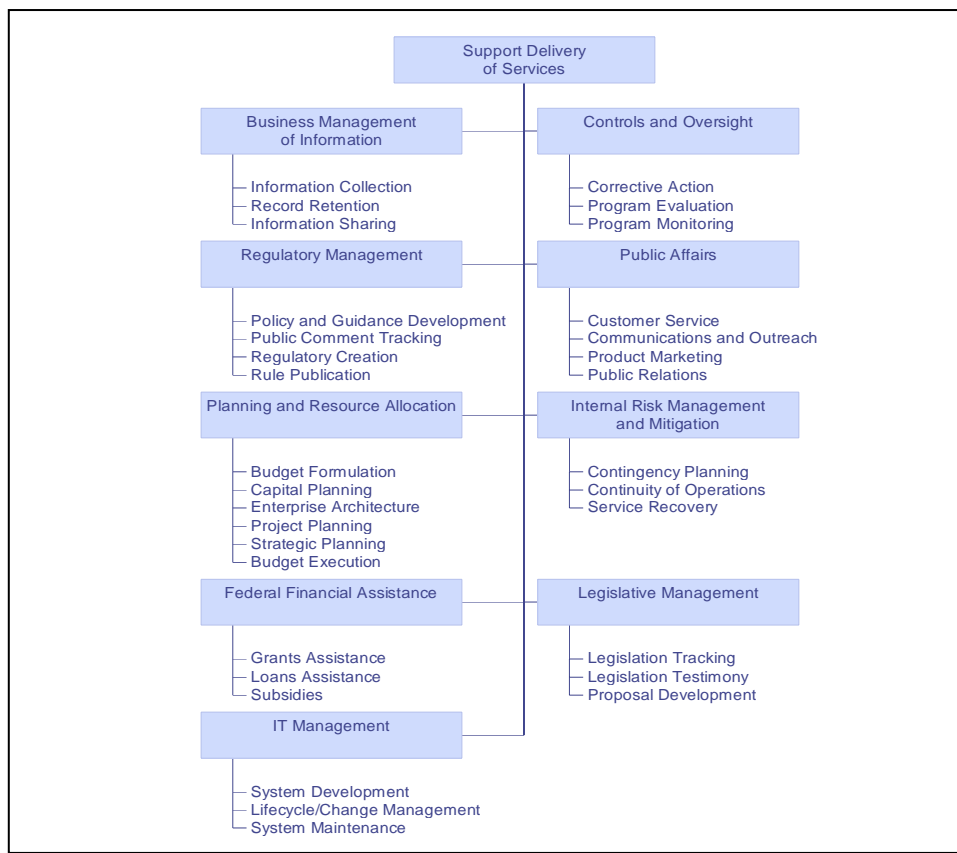 Support Delivery
of Services
Business Management
of Information
Information Collection
Record Retention
Information Sharing
Controls and Oversight
Corrective Action
Program Evaluation
Program Monitoring
Regulatory Management
Policy and Guidance Development
Public Comment Tracking
Regulatory Creation
Rule Publication
Public Affairs
Customer Service
Communications and Outreach
Product Marketing
Public Relations
Planning and Resource Allocation
Budget Formulation
Capital Planning
Enterprise Architecture
Project Planning
Strategic Planning
Budget Execution
Internal Risk Management
and Mitigation
Contingency Planning
Continuity of Operations
Service Recovery
Federal Financial Assistance
Grants Assistance
Loans Assistance
Subsidies
Legislative Management
Legislation Tracking
Legislation Testimony
Proposal Development
IT Management
System Development
Lifecycle/Change Management
System Maintenance